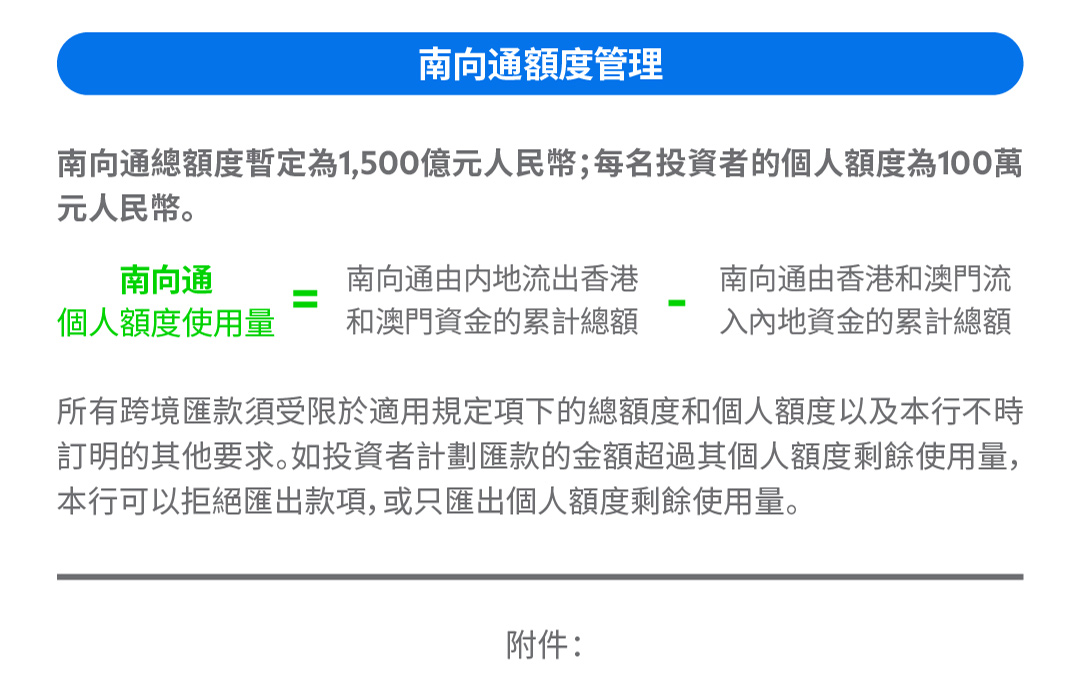 南向通額度管理
南向通總額度暫定為1,500億元人民幣；每名投資者的個人額度為100萬
元人民幣。
南向通
個人額度使用量
=
南向通由内地流出香港
和澳門資金的累計總額
-
南向通由香港和澳門流
入內地資金的累計總額
所有跨境匯款須受限於適用規定項下的總額度和個人額度以及本行不時
訂明的其他要求。如投資者計劃匯款的金額超過其個人額度剩餘使用量，
本行可以拒絕匯出款項，或只匯出個人額度剩餘使用量。
附件：